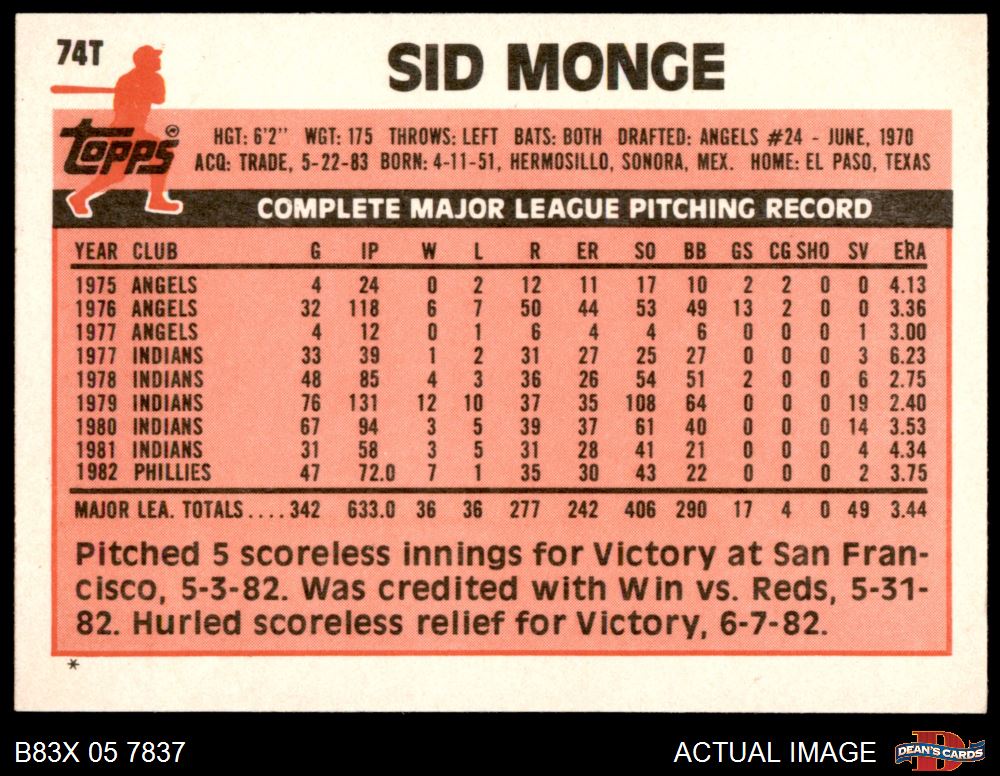 74T
SID MONGE
Topps ®
HGT: 6'2" WGT: 175 THROWS: LEFT BATS: BOTH DRAFTED: ANGELS #24 - JUNE, 1970
ACQ: TRADE, 5-22-83 BORN: 4-11-51, HERMOSILLO, SONORA, MEX. HOME: EL PASO, TEXAS
COMPLETE MAJOR LEAGUE PITCHING RECORD
YEAR CLUB G IP W L R ER SO BB GS CG SHO SV ERA
1975 ANGELS 4 24 0 2 12 11 17 10 2 2 0 0 4.13
1976 ANGELS 32 118 6 7 50 44 53 49 13 2 0 0 3.36
1977 ANGELS 4 12 0 1 6 4 4 6 0 0 0 1 3.00
1977 INDIANS 33 39 1 2 31 27 25 27 0 0 0 3 6.23
1978 INDIANS 48 85 4 3 36 26 54 51 2 0 0 6 2.75
1979 INDIANS 76 131 12 10 37 35 108 64 0 0 0 19 2.40
1980 INDIANS 67 94 3 5 39 37 61 40 0 0 0 14 3.53
1981 INDIANS 31 58 3 5 31 28 41 21 0 0 0 4 4.34
1982 PHILLIES 47 72.0 7 1 35 30 43 22 0 0 0 2 3.75
MAJOR LEA. TOTALS.... 342 633.0 36 36 277 242 406 290 17 4 0 49 3.44
Pitched 5 scoreless innings for Victory at San Fran-
cisco, 5-3-82. Was credited with Win vs. Reds, 5-31-
82. Hurled scoreless relief for Victory, 6-7-82.
*
B83X 05 7837 ACTUAL IMAGE DEAN'S CARDS